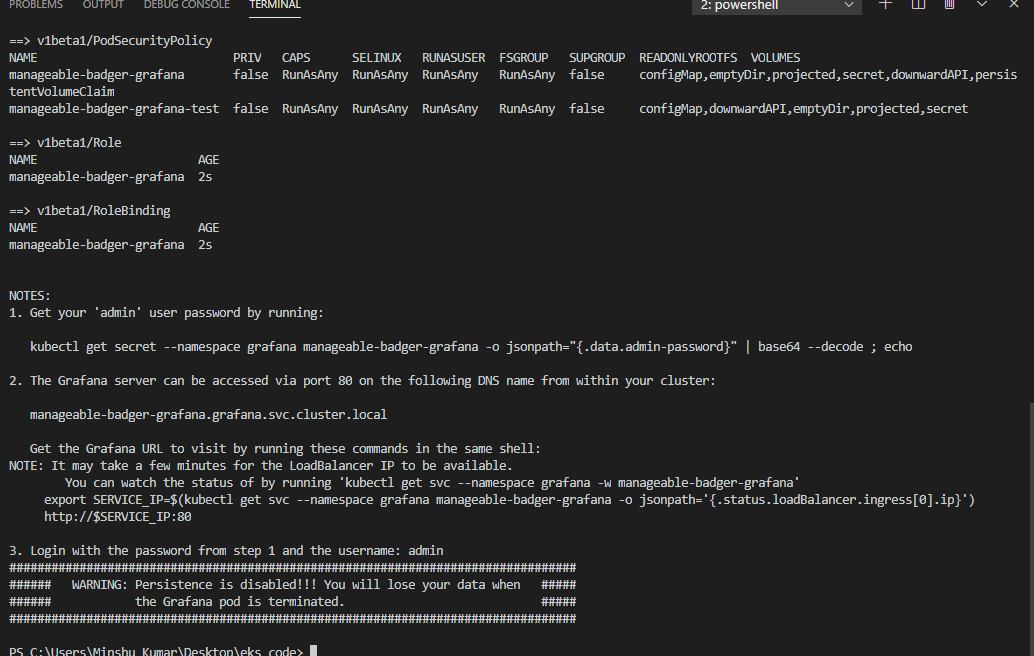 PROBLEMS OUTPUT DEBUG CONSOLE TERMINAL 2: powershell
==> v1beta1/PodSecurityPolicy
NAME PRIV CAPS SELINUX RUNASUSER FSGROUP SUPGROUP READONLYROOTFS VOLUMES
manageable-badger-grafana false RunAsAny RunAsAny RunAsAny RunAsAny false configMap,emptyDir,projected,secret,downwardAPI,persis
tentVolumeClaim
manageable-badger-grafana-test false RunAsAny RunAsAny RunAsAny RunAsAny false configMap,downwardAPI,emptyDir,projected,secret
==> v1beta1/Role
NAME AGE
manageable-badger-grafana 2s
==> v1beta1/RoleBinding
NAME AGE
manageable-badger-grafana 2s
NOTES:
1. Get your 'admin' user password by running:
kubectl get secret --namespace grafana manageable-badger-grafana -o jsonpath="{.data.admin-password}" | base64 --decode ; echo
2. The Grafana server can be accessed via port 80 on the following DNS name from within your cluster:
manageable-badger-grafana.grafana.svc.cluster.local
Get the Grafana URL to visit by running these commands in the same shell:
NOTE: It may take a few minutes for the LoadBalancer IP to be available.
You can watch the status of by running 'kubectl get svc --namespace grafana -w manageable-badger-grafana'
export SERVICE_IP=$(kubectl get svc --namespace grafana manageable-badger-grafana -o jsonpath='{.status.loadBalancer.ingress[0].ip}')
http://$SERVICE_IP:80
3. Login with the password from step 1 and the username: admin
#################################################################################
###### WARNING: Persistence is disabled!!! You will lose your data when #####
###### the Grafana pod is terminated. #####
#################################################################################
PS C:\Users\Minshu Kumar\Desktop\eks_code>